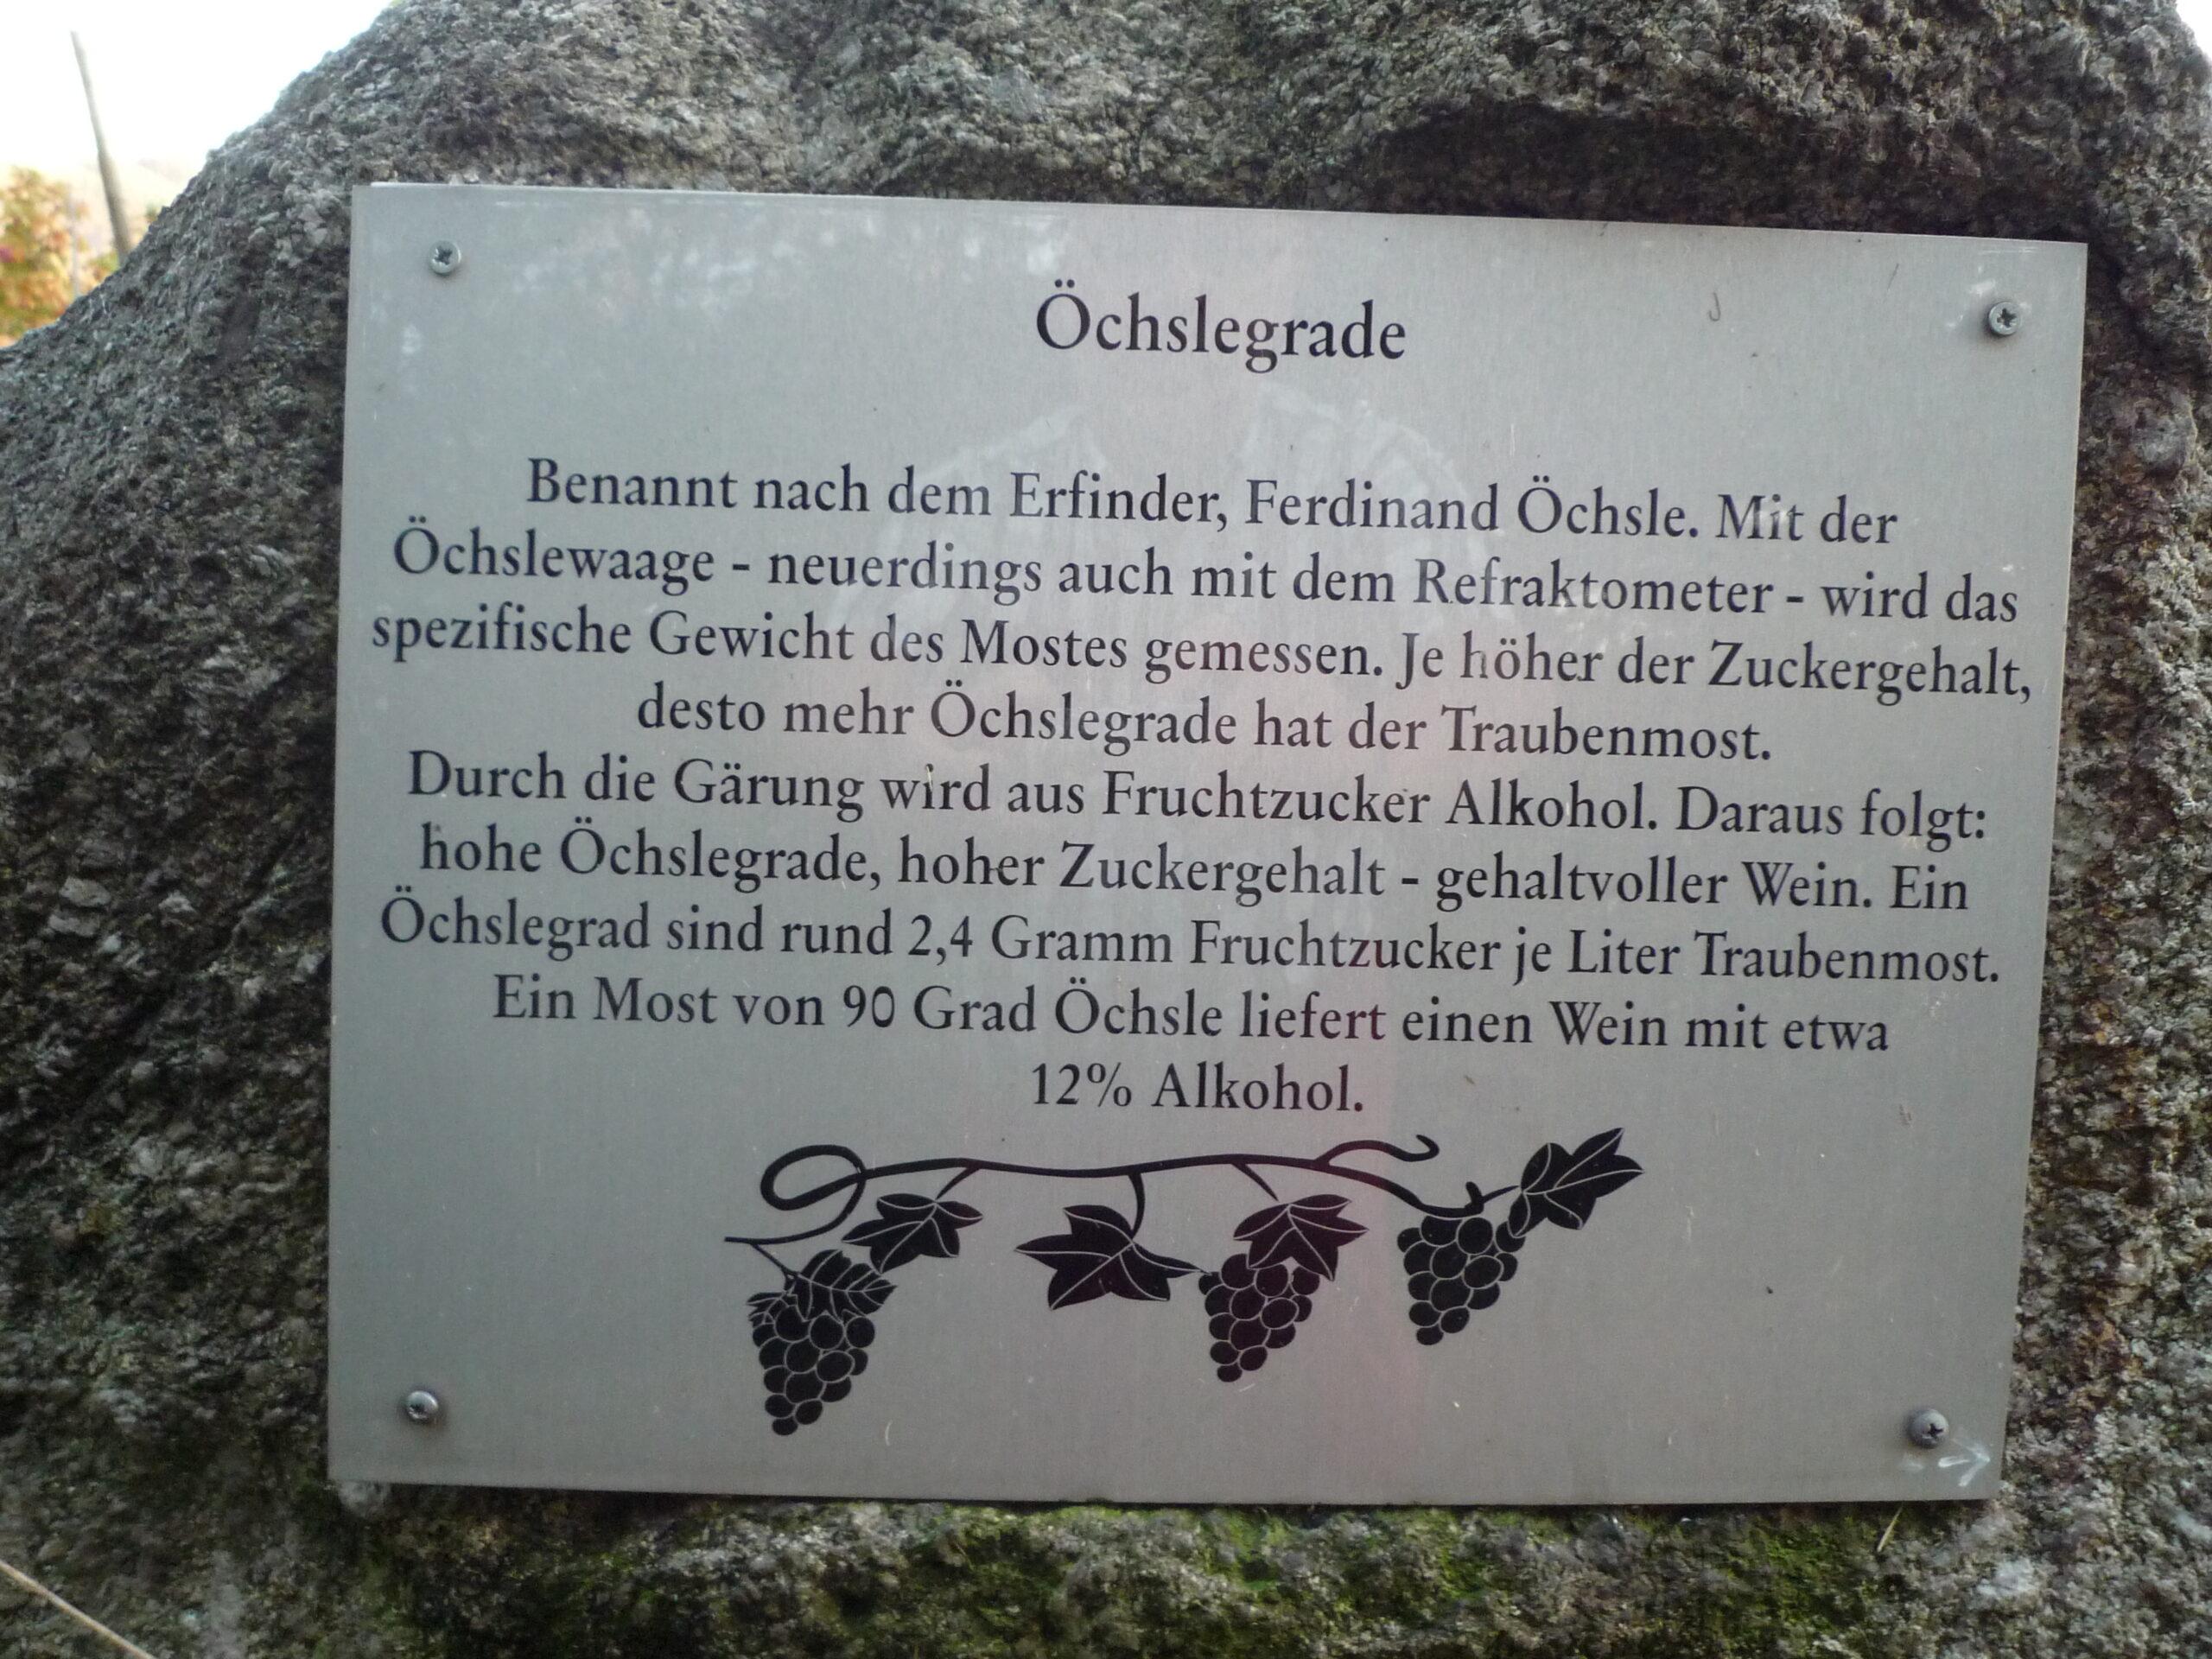 Öchslegrade
Benannt nach dem Erfinder, Ferdinand Öchsle. Mit der
Öchslewaage - neuerdings auch mit dem Refraktometer - wird das
spezifische Gewicht des Mostes gemessen. Je höher der Zuckergehalt,
desto mehr Öchslegrade hat der Traubenmost.
Durch die Gärung wird aus Fruchtzucker Alkohol. Daraus folgt:
hohe Öchslegrade, hoher Zuckergehalt - gehaltvoller Wein. Ein
Öchslegrad sind rund 2,4 Gramm Fruchtzucker je Liter Traubenmost.
Ein Most von 90 Grad Öchsle liefert einen Wein mit etwa
12% Alkohol.